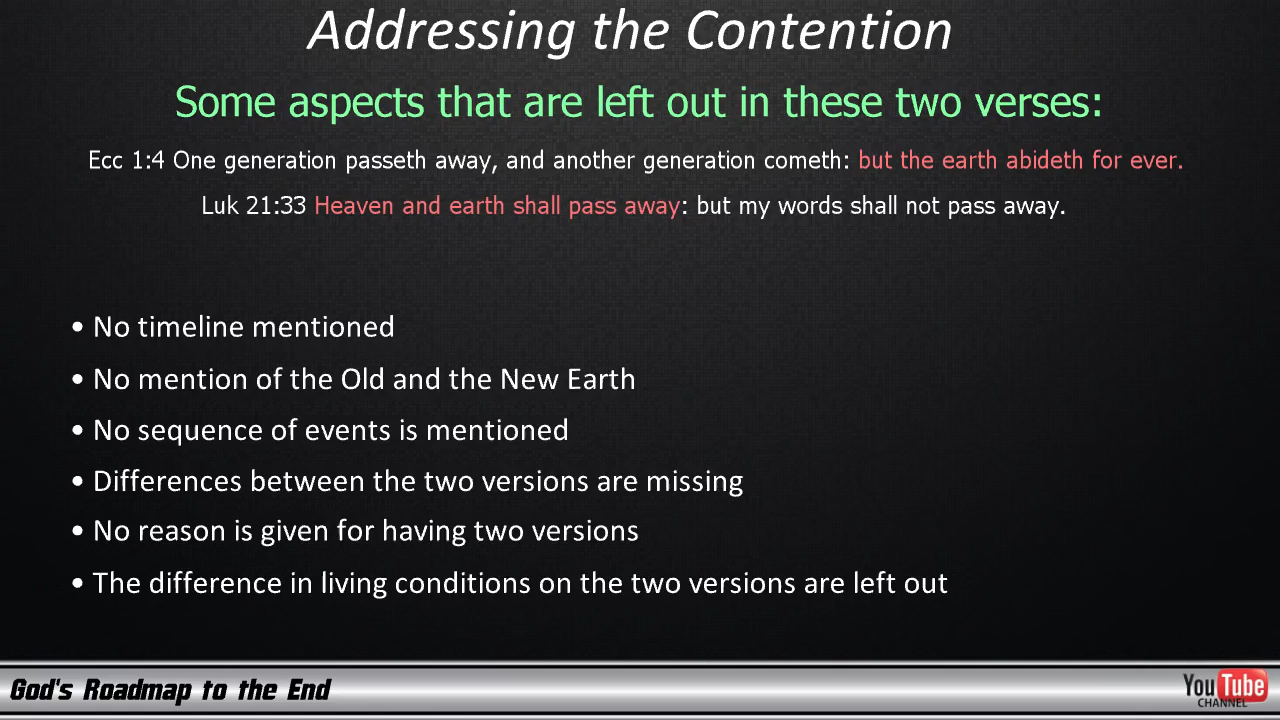 Addressing the Contention
Some aspects that are left out in these two verses:
Ecc 1:4 One generation passeth away, and another generation cometh: but the earth abideth for ever.
Luk 21:33 Heaven and earth shall pass away: but my words shall not pass away.
• No timeline mentioned
• No mention of the Old and the New Earth
• No sequence of events is mentioned
• Differences between the two versions are missing
• No reason is given for having two versions
• The difference in living conditions on the two versions are left out
God's Roadmap to the End
YouTube
CHANNEL